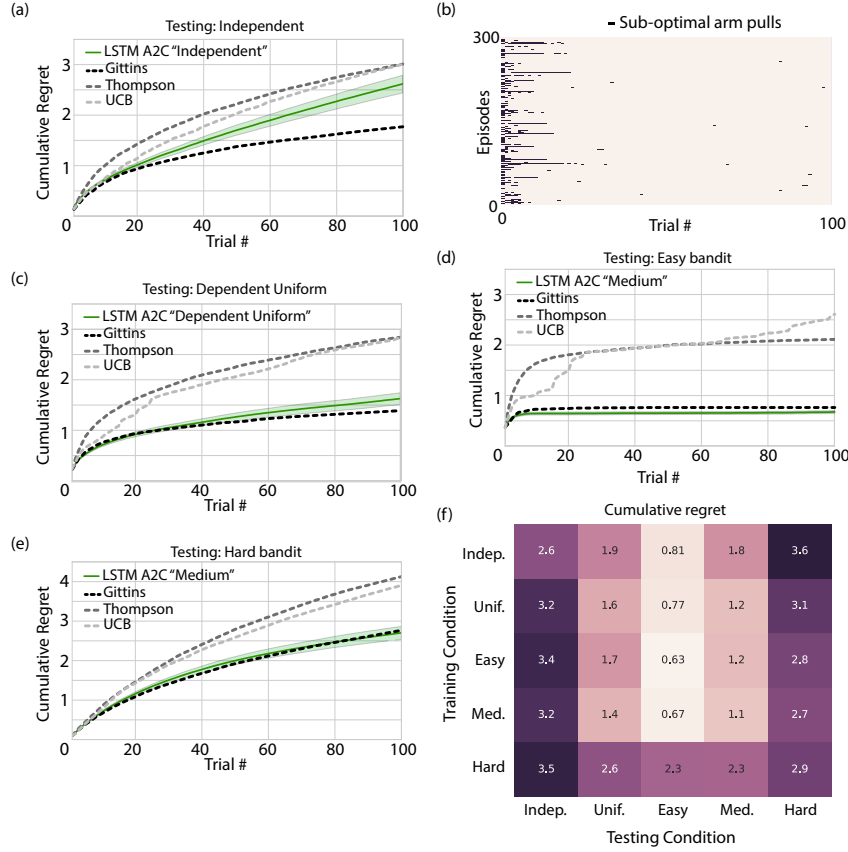 (a)
Testing: Independent
LSTM A2C “Independent”
Gittins
Thompson
UCB
Cumulative Regret
3
2
1
0
20
40
60
80
100
Trial #
(b)
Sub-optimal arm pulls
300
Episodes
0
0
Trial #
100
(c)
Testing: Dependent Uniform
LSTM A2C “Dependent Uniform”
Gittins
Thompson
UCB
Cumulative Regret
3
2
1
0
20
40
60
80
100
Trial #
(d)
Testing: Easy bandit
LSTM A2C “Medium”
Gittins
Thompson
UCB
Cumulative Regret
3
2
1
0
20
40
60
80
100
Trial #
(e)
Testing: Hard bandit
LSTM A2C “Medium”
Gittins
Thompson
UCB
Cumulative Regret
4
3
2
1
0
20
40
60
80
100
Trial #
(f)
Cumulative regret
Training Condition
Indep. 2.6 1.9 0.81 1.8 3.6
Unif. 3.2 1.6 0.77 1.2 3.1
Easy 3.4 1.7 0.63 1.2 2.8
Med. 3.2 1.4 0.67 1.1 2.7
Hard 3.5 2.6 2.3 2.3 2.9
Indep. Unif. Easy Med. Hard
Testing Condition